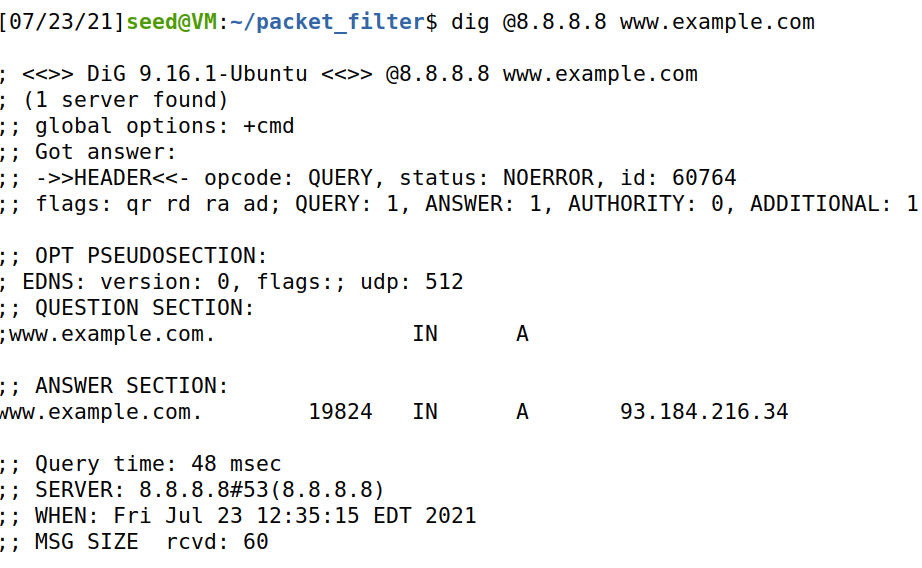 [07/23/21]seed@VM:~/packet_filter$ dig @8.8.8.8 www.example.com
; <<>> DiG 9.16.1-Ubuntu <<>> @8.8.8.8 www.example.com
; (1 server found)
;; global options: +cmd
;; Got answer:
;; ->>HEADER<<- opcode: QUERY, status: NOERROR, id: 60764
;; flags: qr rd ra ad; QUERY: 1, ANSWER: 1, AUTHORITY: 0, ADDITIONAL: 1
;; OPT PSEUDOSECTION:
; EDNS: version: 0, flags:; udp: 512
;; QUESTION SECTION:
;www.example.com. IN A
;; ANSWER SECTION:
www.example.com. 19824 IN A 93.184.216.34
;; Query time: 48 msec
;; SERVER: 8.8.8.8#53(8.8.8.8)
;; WHEN: Fri Jul 23 12:35:15 EDT 2021
;; MSG SIZE rcvd: 60